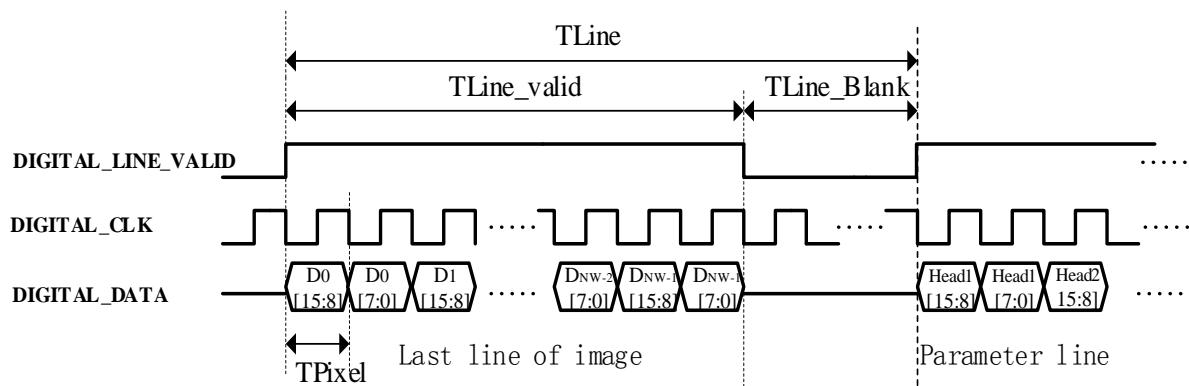 TLine
TLine_valid TLine_Blank
DIGITAL_LINE_VALID .....
DIGITAL_CLK ..... ..... .....
DIGITAL_DATA
D0 [15:8]
D0 [7:0]
D1 [15:8]
.....
DNW-2 [7:0]
DNW-1 [15:8]
DNW-1 [7:0]
Head1 [15:8]
Head1 [7:0]
Head2 15:8]
.....
TPixel
Last line of image
Parameter line